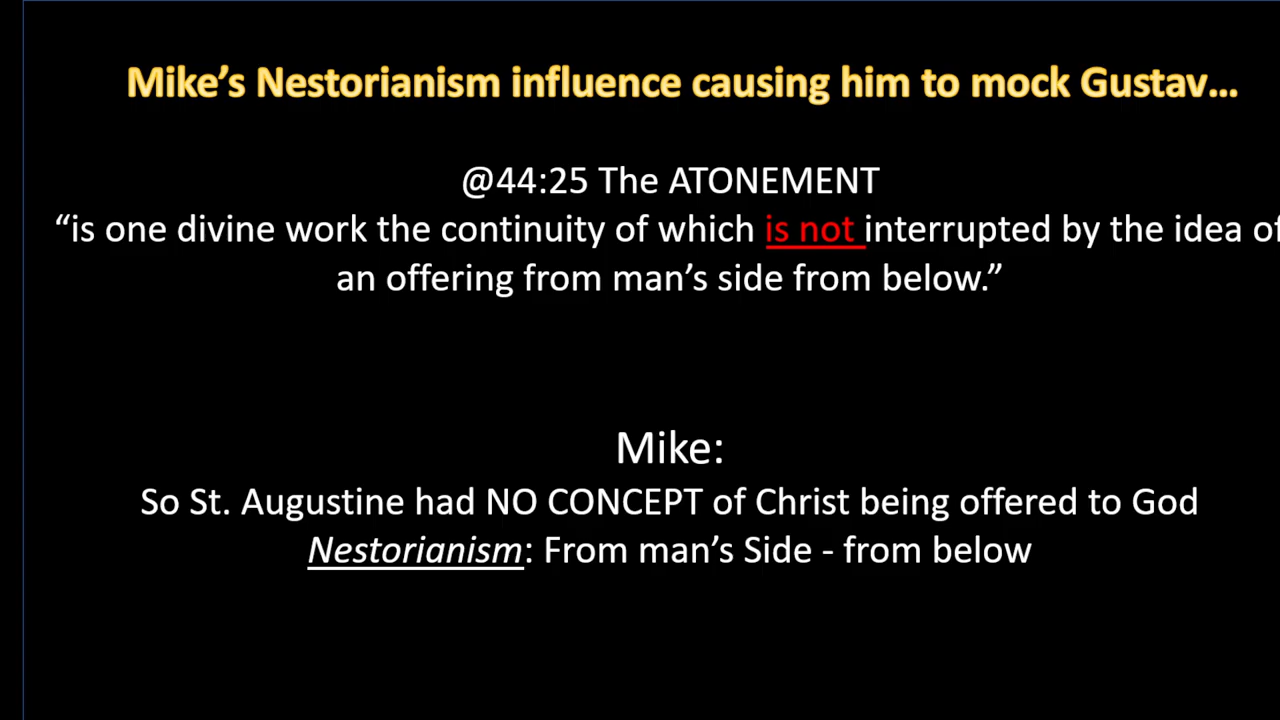 Mike's Nestorianism influence causing him to mock Gustav...
@44:25 The ATONEMENT
“is one divine work the continuity of which is not interrupted by the idea of
an offering from man’s side from below.”
Mike:
So St. Augustine had NO CONCEPT of Christ being offered to God
Nestorianism: From man’s Side - from below